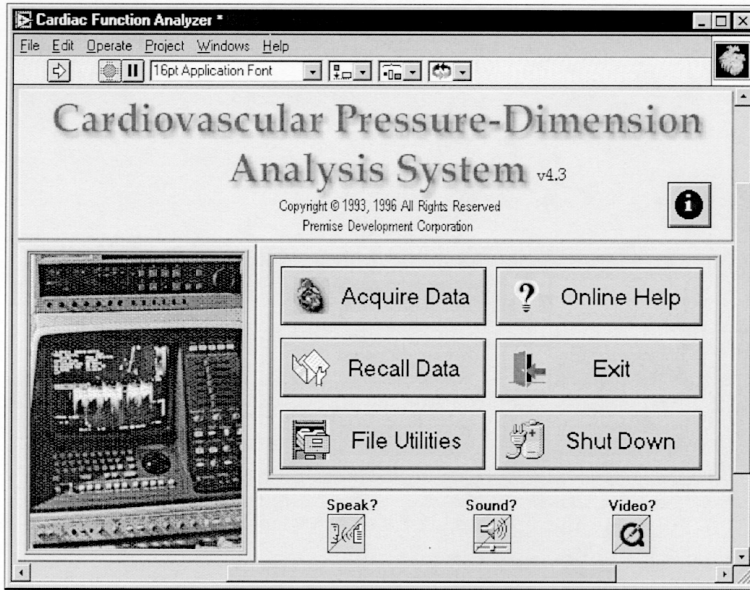 Cardiac Function Analyzer *
File Edit Operate Project Windows Help
16pt Application Font
Cardiovascular Pressure-Dimension
Analysis System v4.3
Copyright © 1993, 1996 All Rights Reserved
Premise Development Corporation
Acquire Data
Online Help
Recall Data
Exit
File Utilities
Shut Down
Speak?
Sound?
Video?